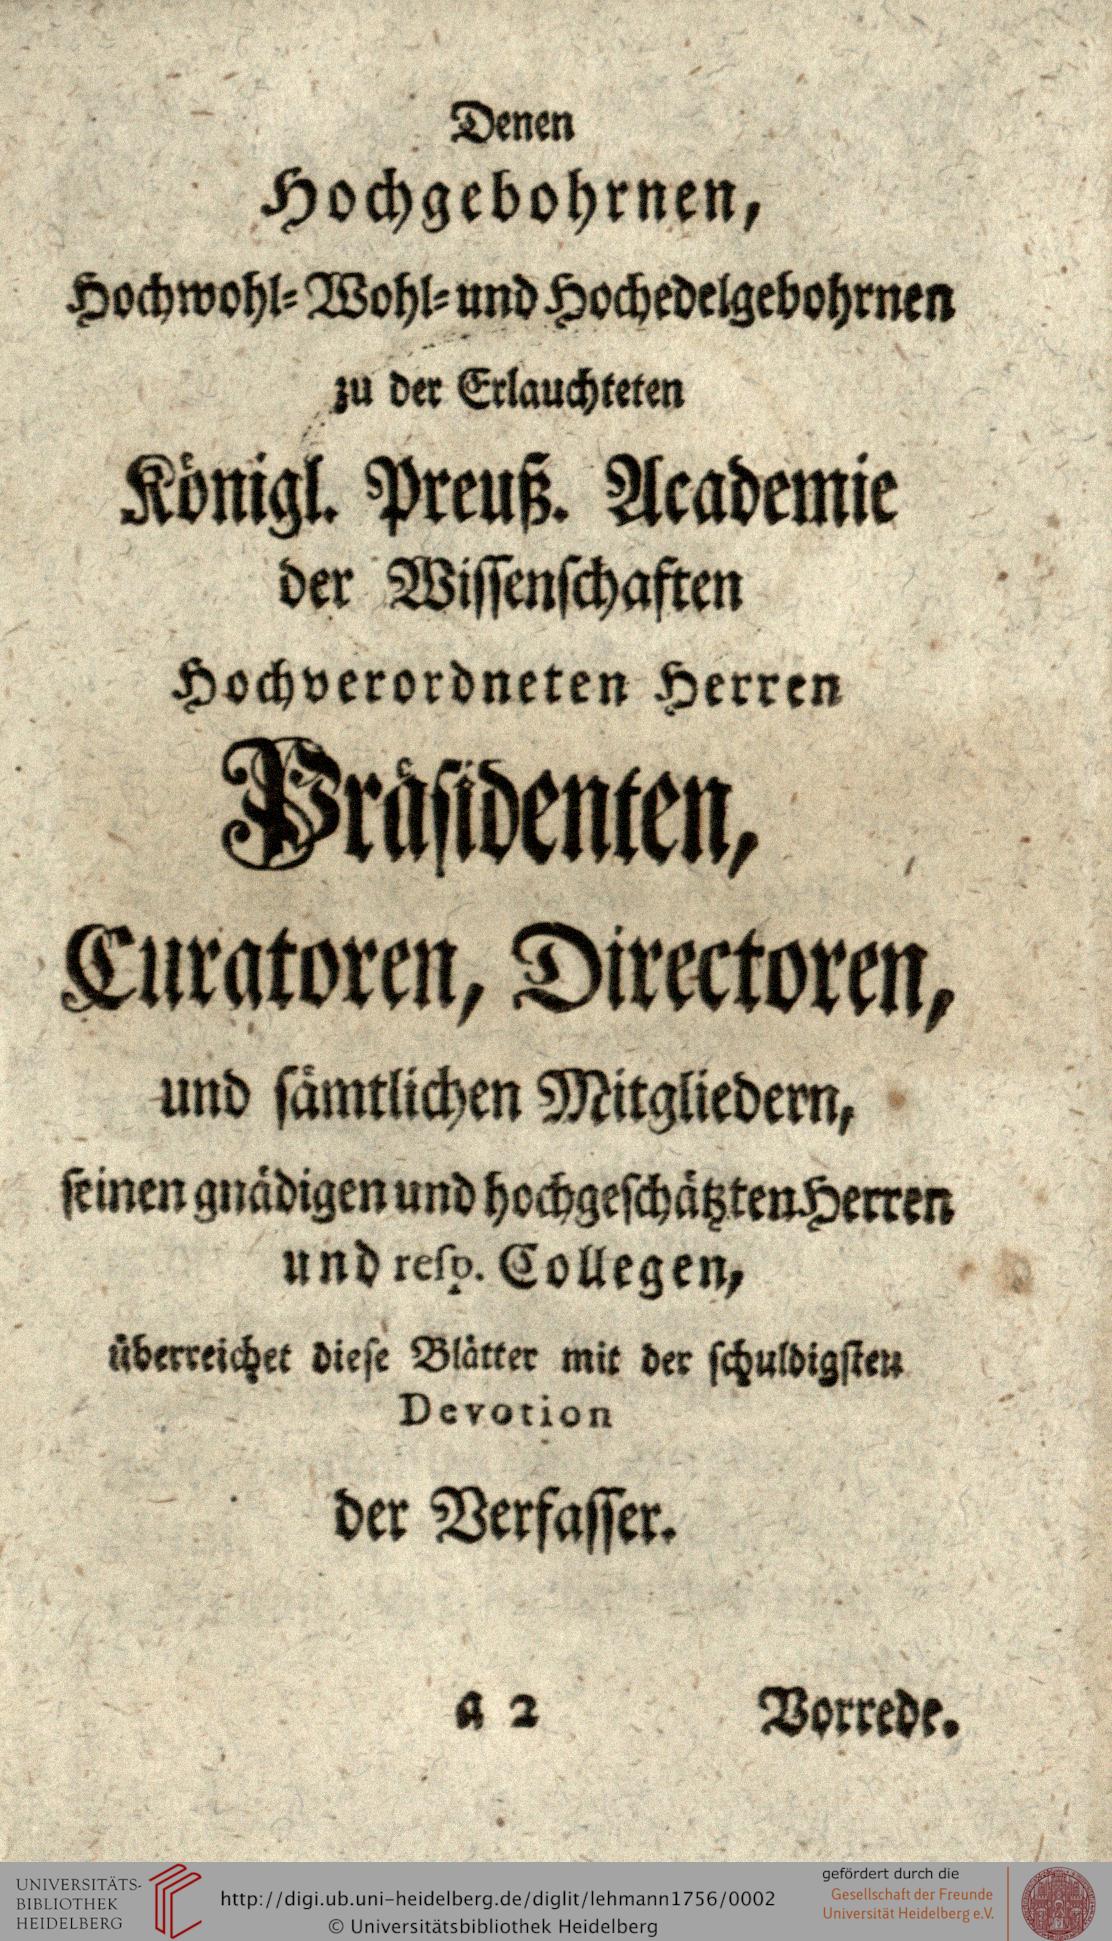 Denen
Hochgebohrnen,
Hochwohl⸗Wohl⸗und Hochedelgebohrnen
zu der Erlauchteten
Königl. Preuß. Academie
der Wiſſenſchaften
Hochverordneten Herren
Präſidenten,
Curatoren, Directoren,
und ſämtlichen Mitgliedern,
ſeinen gnädigen und hochgeſchätzten Herren
und reſp. Collegen,
überreichet dieſe Blätter mit der ſchuldigſten
Devotion
der Verfaſſer.
a 2 Vorrede.
UNIVERSITÄTS-
BIBLIOTHEK
HEIDELBERG
http://digi.ub.uni-heidelberg.de/diglit/lehmann1756/0002
© Universitätsbibliothek Heidelberg
gefördert durch die
Gesellschaft der Freunde
Universität Heidelberg e.V.